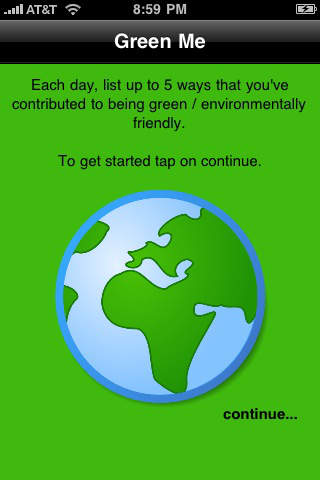 AT&T 8:59 PM
Green Me
Each day, list up to 5 ways that you've
contributed to being green / environmentally
friendly.
To get started tap on continue.
continue...